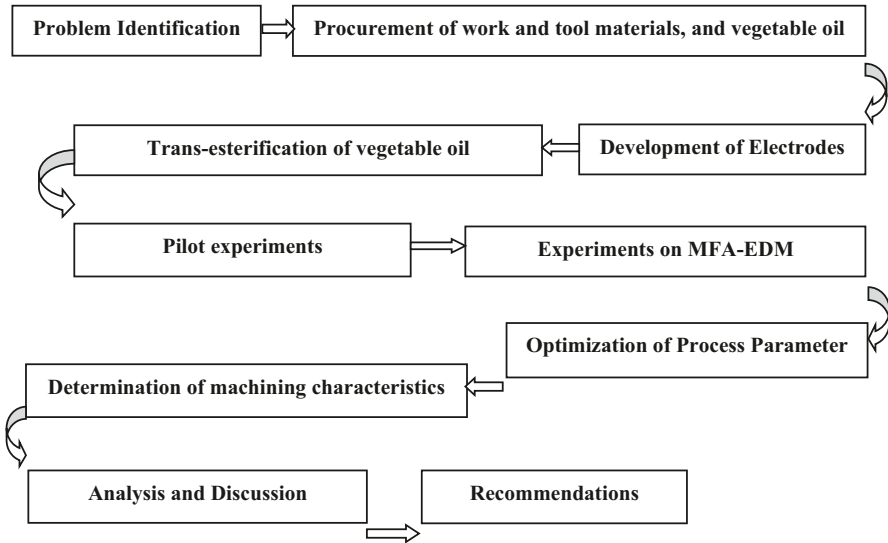 Problem Identification
Procurement of work and tool materials, and vegetable oil
Development of Electrodes
Trans-esterification of vegetable oil
Pilot experiments
Experiments on MFA-EDM
Optimization of Process Parameter
Determination of machining characteristics
Analysis and Discussion
Recommendations